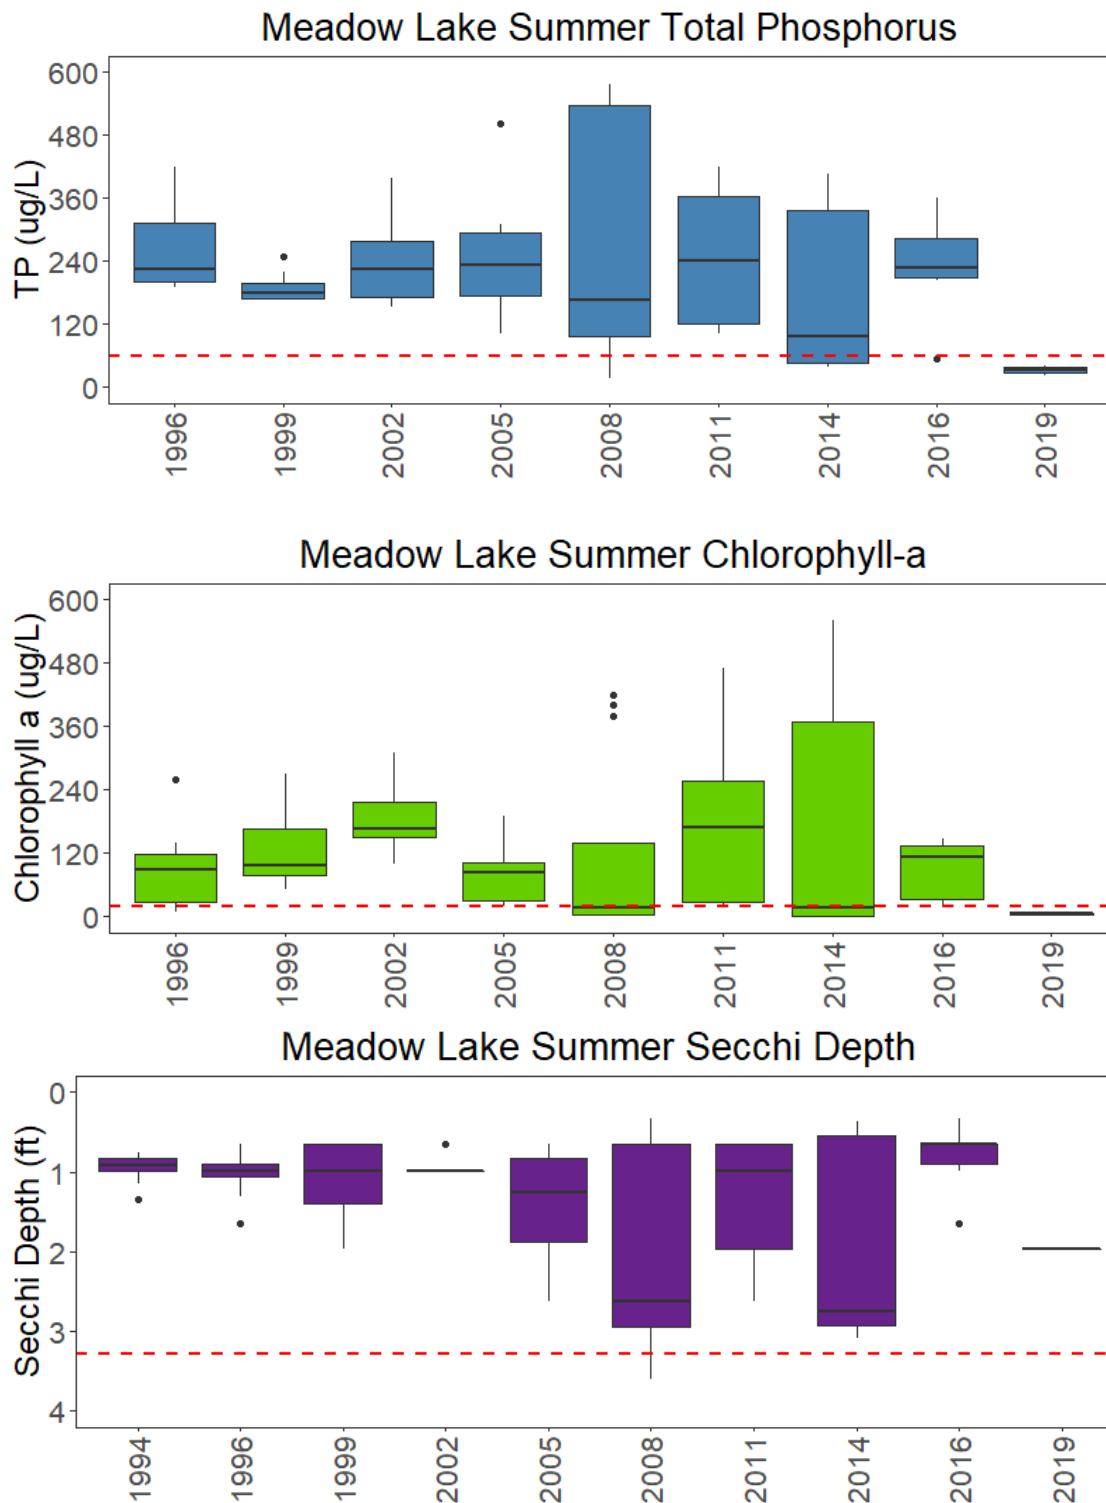 Meadow Lake Summer Total Phosphorus
TP (ug/L)
600
480
360
240
120
0
1996 1999 2002 2005 2008 2011 2014 2016 2019
Meadow Lake Summer Chlorophyll-a
Chlorophyll a (ug/L)
600
480
360
240
120
0
1996 1999 2002 2005 2008 2011 2014 2016 2019
Meadow Lake Summer Secchi Depth
Secchi Depth (ft)
0
1
2
3
4
1994 1996 1999 2002 2005 2008 2011 2014 2016 2019